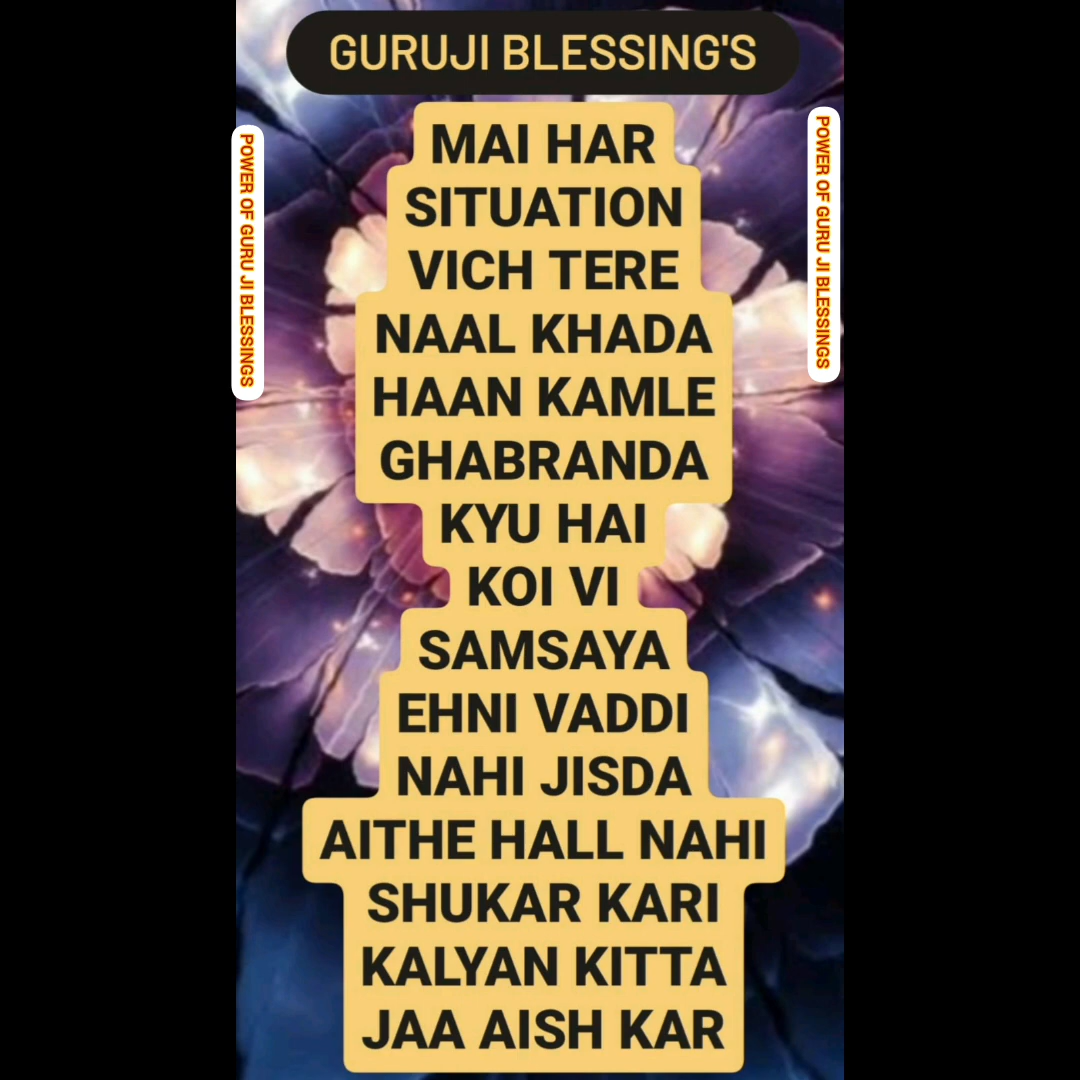 GURUJI BLESSING'S
POWER OF GURU JI BLESSINGS
POWER OF GURU JI BLESSINGS
MAI HAR
SITUATION
VICH TERE
NAAL KHADA
HAAN KAMLE
GHABRANDA
KYU HAI
KOI VI
SAMSAYA
EHNI VADDI
NAHI JISDA
AITHE HALL NAHI
SHUKAR KARI
KALYAN KITTA
JAA AISH KAR